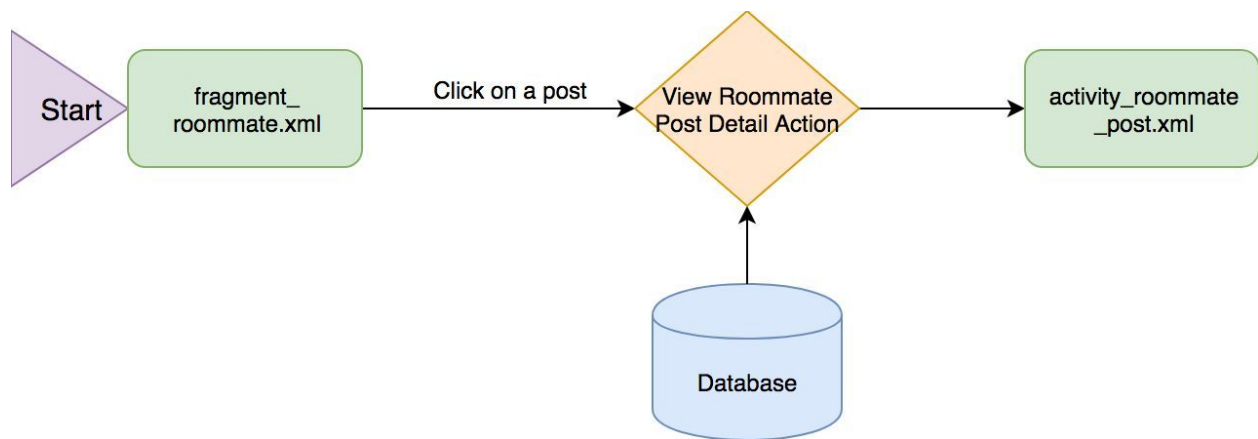 Start
fragment_
roommate.xml
Click on a post
View Roommate
Post Detail Action
activity_roommate
_post.xml
Database